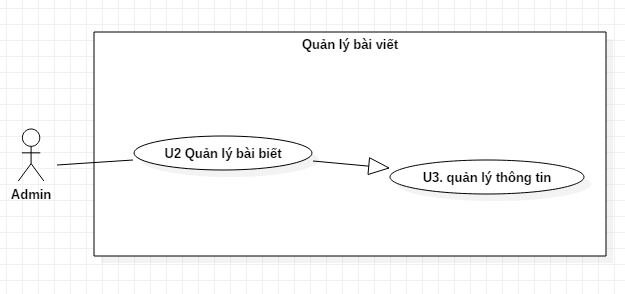 Quản lý bài viết
U2 Quản lý bài biết
U3. quản lý thông tin
Admin